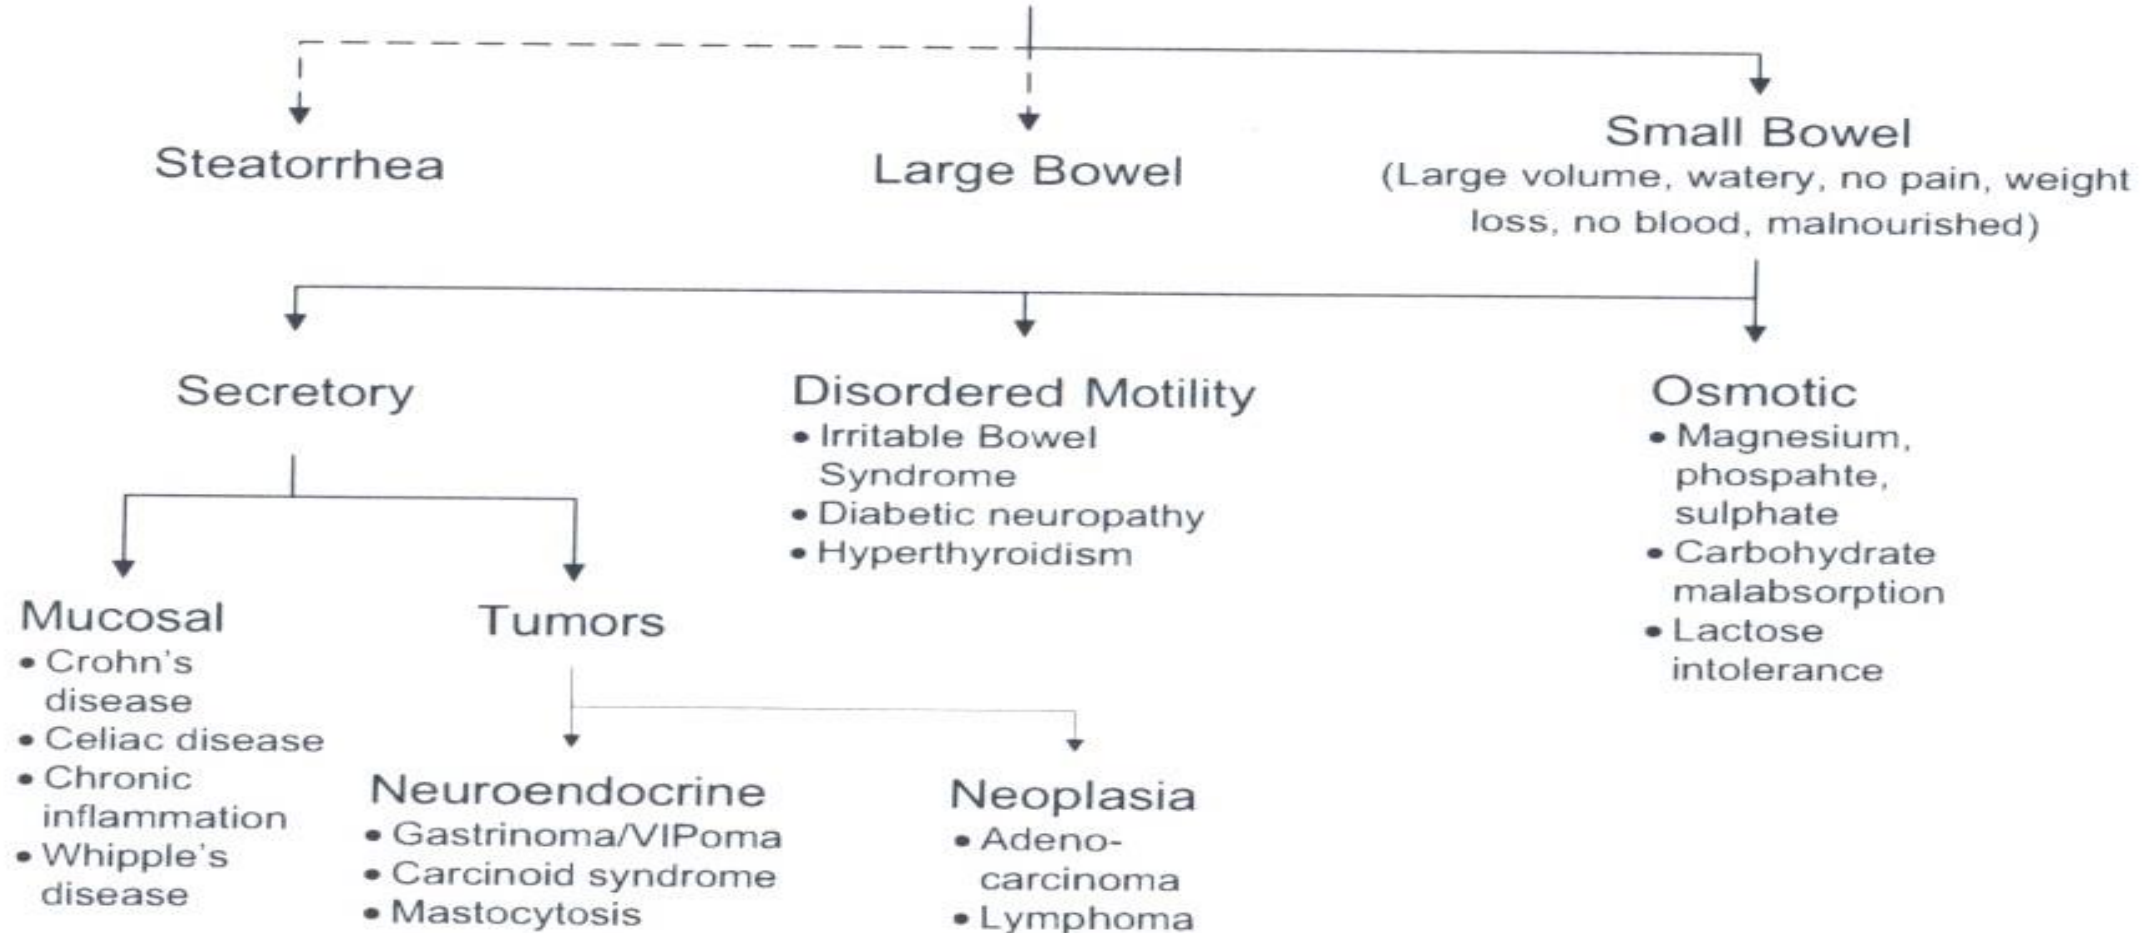 Steatorrhea
Large Bowel
Small Bowel
(Large volume, watery, no pain, weight
loss, no blood, malnourished)
Secretory
Disordered Motility
• Irritable Bowel
Syndrome
• Diabetic neuropathy
• Hyperthyroidism
Osmotic
• Magnesium,
phospahte,
sulphate
• Carbohydrate
malabsorption
• Lactose
intolerance
Mucosal
• Crohn's
disease
• Celiac disease
• Chronic
inflammation
• Whipple's
disease
Tumors
Neuroendocrine
• Gastrinoma/VIPoma
• Carcinoid syndrome
• Mastocytosis
Neoplasia
• Adeno-
carcinoma
• Lymphoma